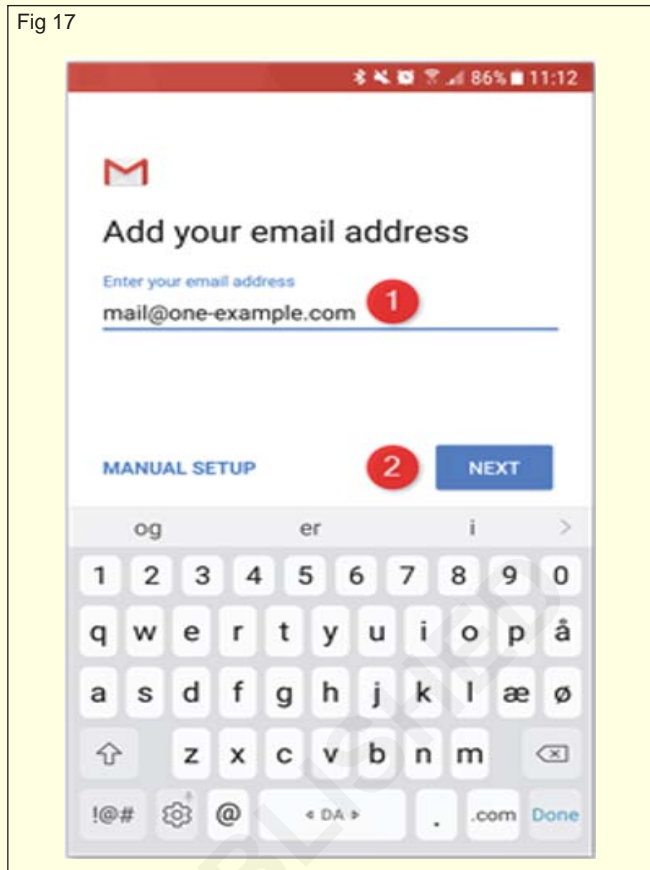 Fig 17
86% 11:12
Add your email address
Enter your email address
mail@one-example.com 1
MANUAL SETUP 2 NEXT
og er i >
1 2 3 4 5 6 7 8 9 0
q w e r t y u i o p å
a s d f g h j k l æ ø
z x c v b n m
!@# @ DA . .com Done
BLISHED